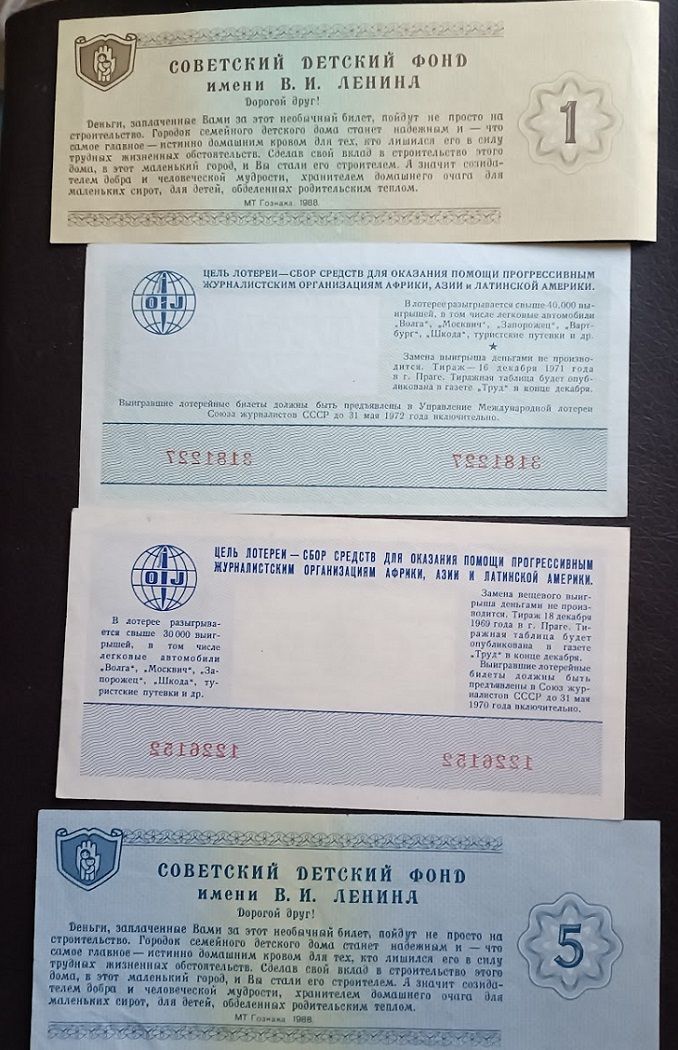 СОВЕТСКИЙ ДЕТСКИЙ ФОНД
имени В. И. ЛЕНИНА
Дорогой друг!
Деньги, заплаченные Вами за этот необычный билет, пойдут не просто на
строительство. Городок семейного детского дома станет надежным и — что
самое главное — истинно домашним кровом для тех, кто лишился его в силу
трудных жизненных обстоятельств. Сделав свой вклад в строительство этого
дома, в этот маленький город, и Вы стали его строителем. А значит созида-
телем добра и человеческой мудрости, хранителем домашнего очага для
маленьких сирот, для детей, обделенных родительским теплом.
МТ Гознака. 1988.
1
OIJ
ЦЕЛЬ ЛОТЕРЕИ—СБОР СРЕДСТВ ДЛЯ ОКАЗАНИЯ ПОМОЩИ ПРОГРЕССИВНЫМ
ЖУРНАЛИСТСКИМ ОРГАНИЗАЦИЯМ АФРИКИ, АЗИИ и ЛАТИНСКОЙ АМЕРИКИ.
В лотерее разыгрывается свыше 40.000 вы-
игрышей, в том числе легковые автомобили
„Волга“, „Москвич“, „Запорожец“, „Варт-
бург“, „Шкода“, туристские путевки и др.
Замена выигрыша деньгами не произво-
дится. Тираж — 16 декабря 1971 года
в г. Праге. Тиражная таблица будет опуб-
ликована в газете „Труд“ в конце декабря.
Выигравшие лотерейные билеты должны быть предъявлены в Управление Международной лотереи
Союза журналистов СССР до 31 мая 1972 года включительно.
3181227 3181227
OIJ
ЦЕЛЬ ЛОТЕРЕИ — СБОР СРЕДСТВ ДЛЯ ОКАЗАНИЯ ПОМОЩИ ПРОГРЕССИВНЫМ
ЖУРНАЛИСТСКИМ ОРГАНИЗАЦИЯМ АФРИКИ, АЗИИ И ЛАТИНСКОЙ АМЕРИКИ.
В лотерее разыгрыва-
ется свыше 30 000 выиг-
рышей, в том числе
легковые автомобили
„Волга“, „Москвич“, „За-
порожец“, „Шкода“, ту-
ристские путевки и др.
Замена вещевого выиг-
рыша деньгами не произ-
водится. Тираж 18 декабря
1969 года в г. Праге. Ти-
ражная таблица будет
опубликована в газете
„Труд“ в конце декабря.
Выигравшие лотерейные
билеты должны быть
предъявлены в Союз жур-
налистов СССР до 31 мая
1970 года включительно.
1226152 1226152
СОВЕТСКИЙ ДЕТСКИЙ ФОНД
имени В. И. ЛЕНИНА
Дорогой друг!
Деньги, заплаченные Вами за этот необычный билет, пойдут не просто на
строительство. Городок семейного детского дома станет надежным и — что
самое главное — истинно домашним кровом для тех, кто лишился его в силу
трудных жизненных обстоятельств. Сделав свой вклад в строительство этого
дома, в этот маленький город, и Вы стали его строителем. А значит созида-
телем добра и человеческой мудрости, хранителем домашнего очага для
маленьких сирот, для детей, обделенных родительским теплом.
МТ Гознака. 1988.
5